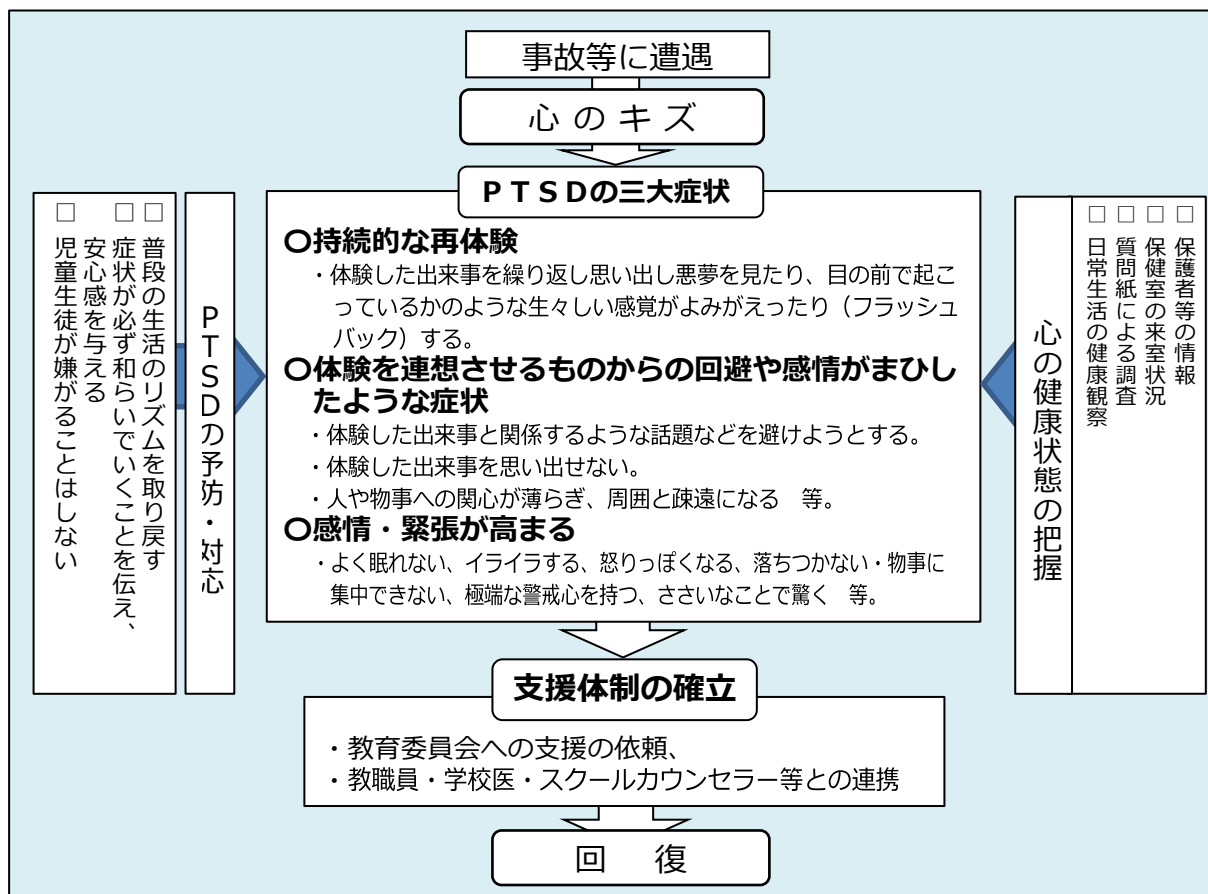 事故等に遭遇
心のキズ
ＰＴＳＤの三大症状
〇持続的な再体験
・体験した出来事を繰り返し思い出し悪夢を見たり、目の前で起こ
っているかのような生々しい感覚がよみがえったり（フラッシュ
バック）する。
〇体験を連想させるものからの回避や感情がまひし
たような症状
・体験した出来事と関係するような話題などを避けようとする。
・体験した出来事を思い出せない。
・人や物事への関心が薄らぎ、周囲と疎遠になる　等。
〇感情・緊張が高まる
・よく眠れない、イライラする、怒りっぽくなる、落ちつかない・物事に
集中できない、極端な警戒心を持つ、ささいなことで驚く　等。
ＰＴＳＤの予防・対応
□ 普段の生活のリズムを取り戻す
□ 症状が必ず和らいでいくことを伝え、
安心感を与える
□ 児童生徒が嫌がることはしない
□ 保護者等の情報
□ 保健室の来室状況
□ 質問紙による調査
□ 日常生活の健康観察
心の健康状態の把握
支援体制の確立
・教育委員会への支援の依頼、
・教職員・学校医・スクールカウンセラー等との連携
回　復